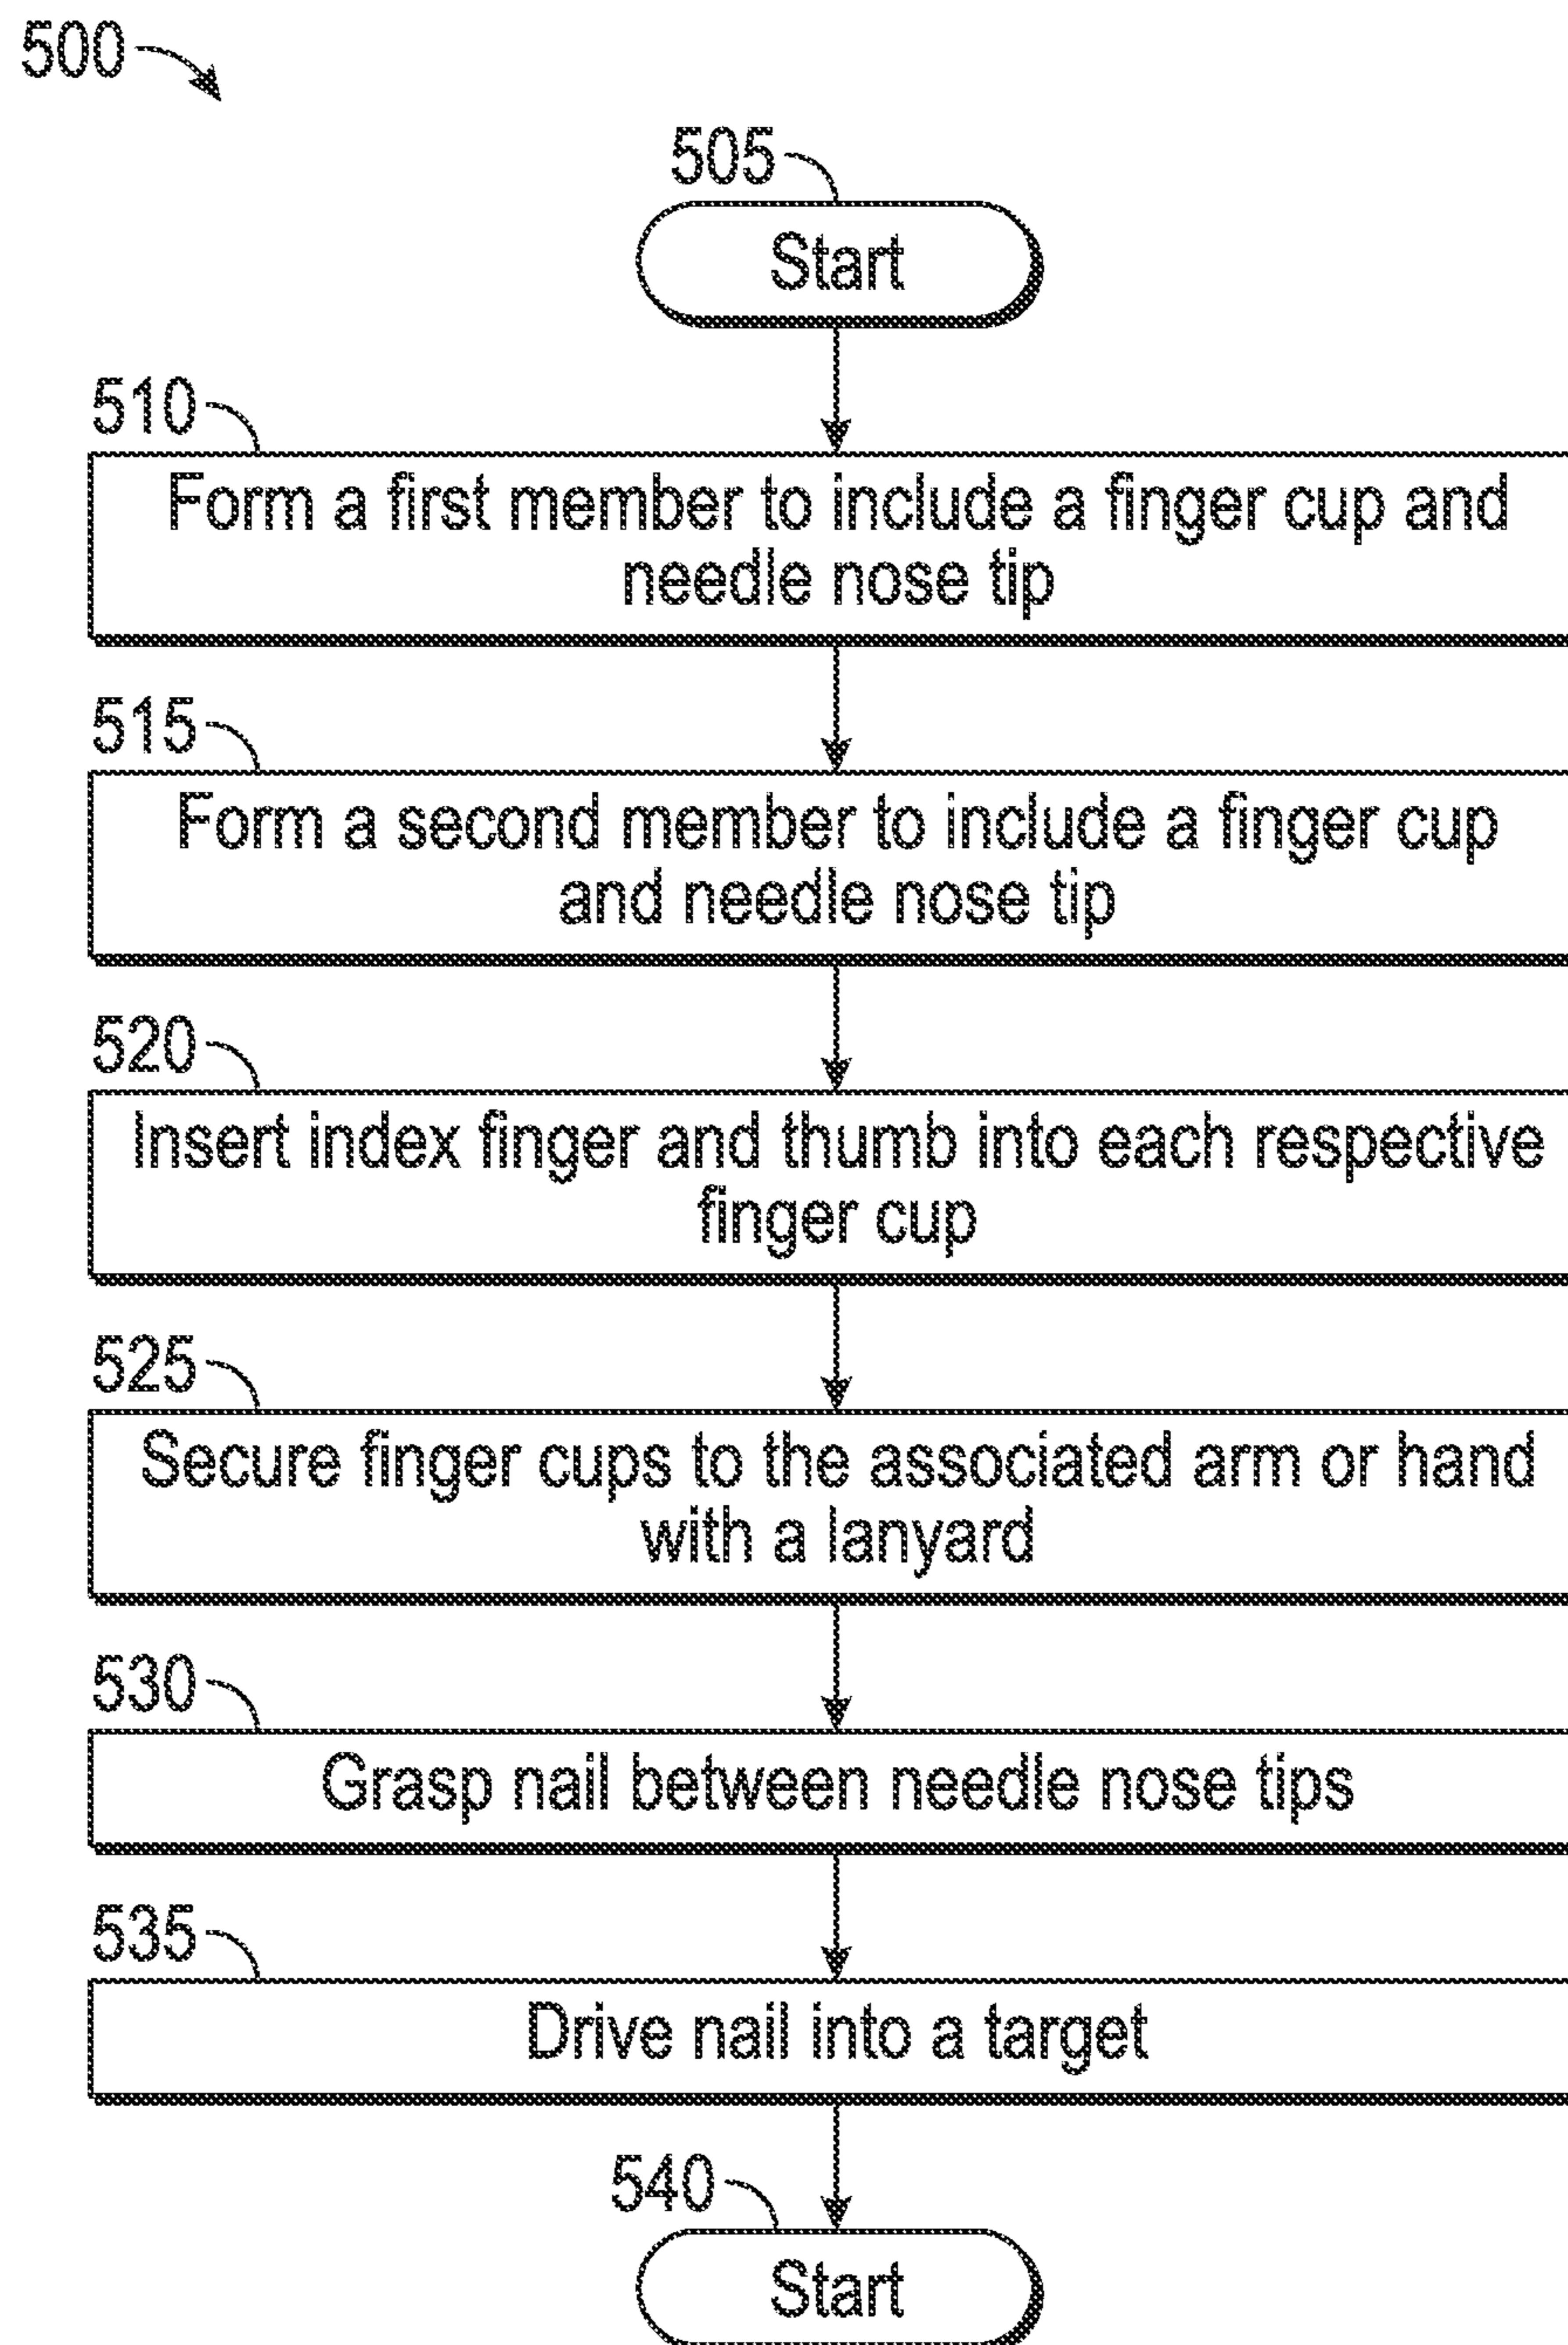 500
505
Start
510
Form a first member to include a finger cup and
needle nose tip
515
Form a second member to include a finger cup
and needle nose tip
520
Insert index finger and thumb into each respective
finger cup
525
Secure finger cups to the associated arm or hand
with a lanyard
530
Grasp nail between needle nose tips
535
Drive nail into a target
540
Start